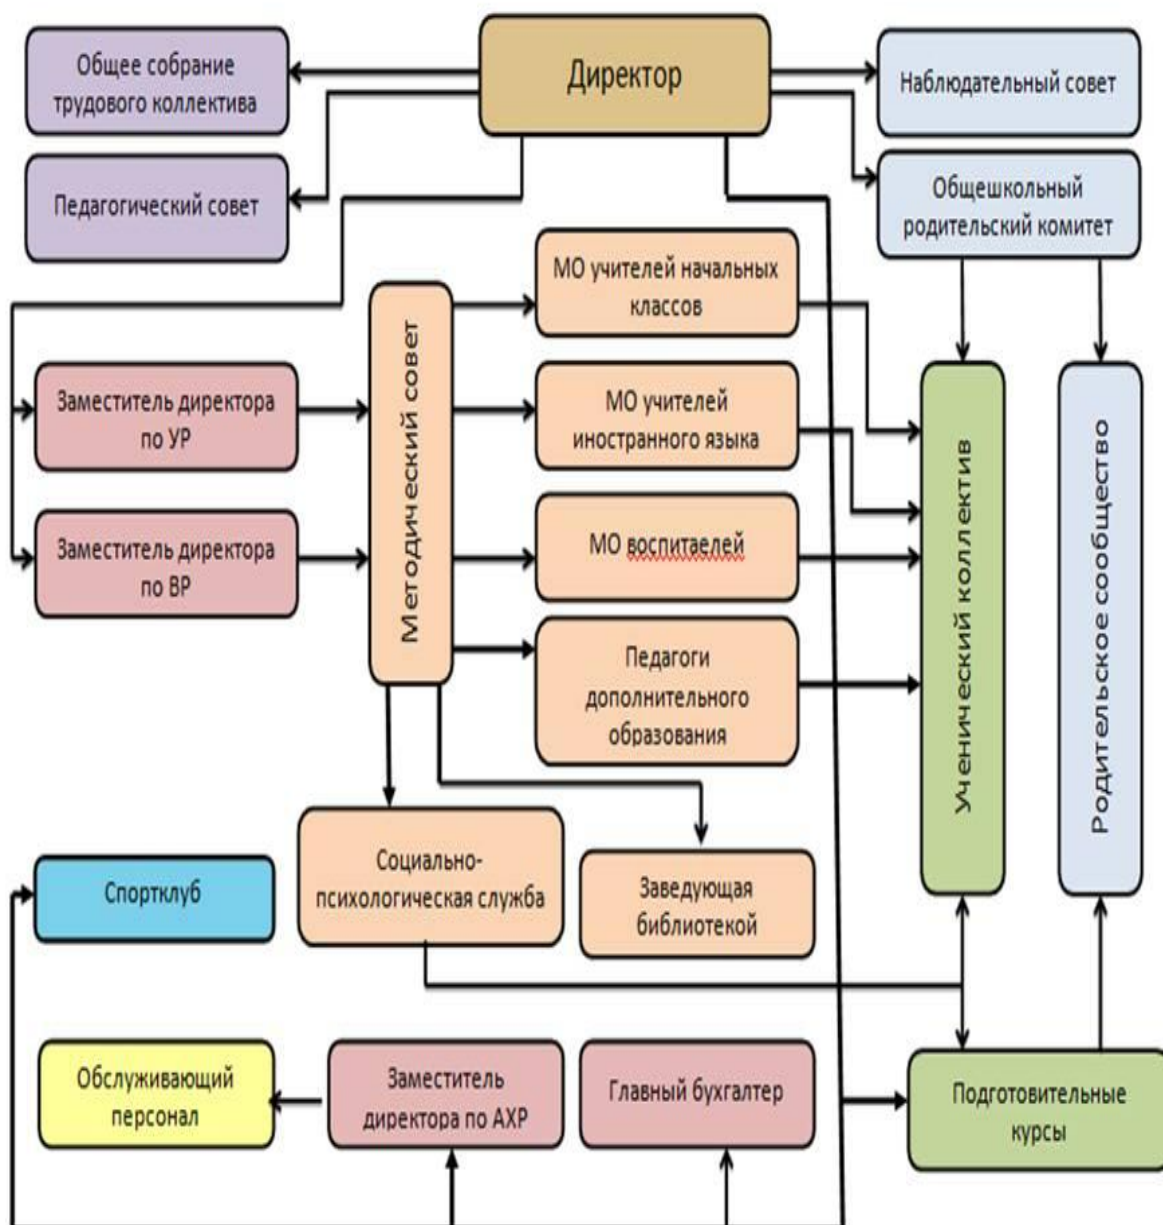 Директор
Общее собрание
трудового коллектива
Наблюдательный совет
Педагогический совет
Общешкольный
родительский комитет
МО учителей начальных
классов
Методический совет
Заместитель директора
по УР
МО учителей
иностранного языка
Заместитель директора
по ВР
МО воспитаелей
Педагоги
дополнительного
образования
Ученический коллектив
Родительское сообщество
Социально-
психологическая служба
Заведующая
библиотекой
Спортклуб
Обслуживающий
персонал
Заместитель
директора по АХР
Главный бухгалтер
Подготовительные
курсы